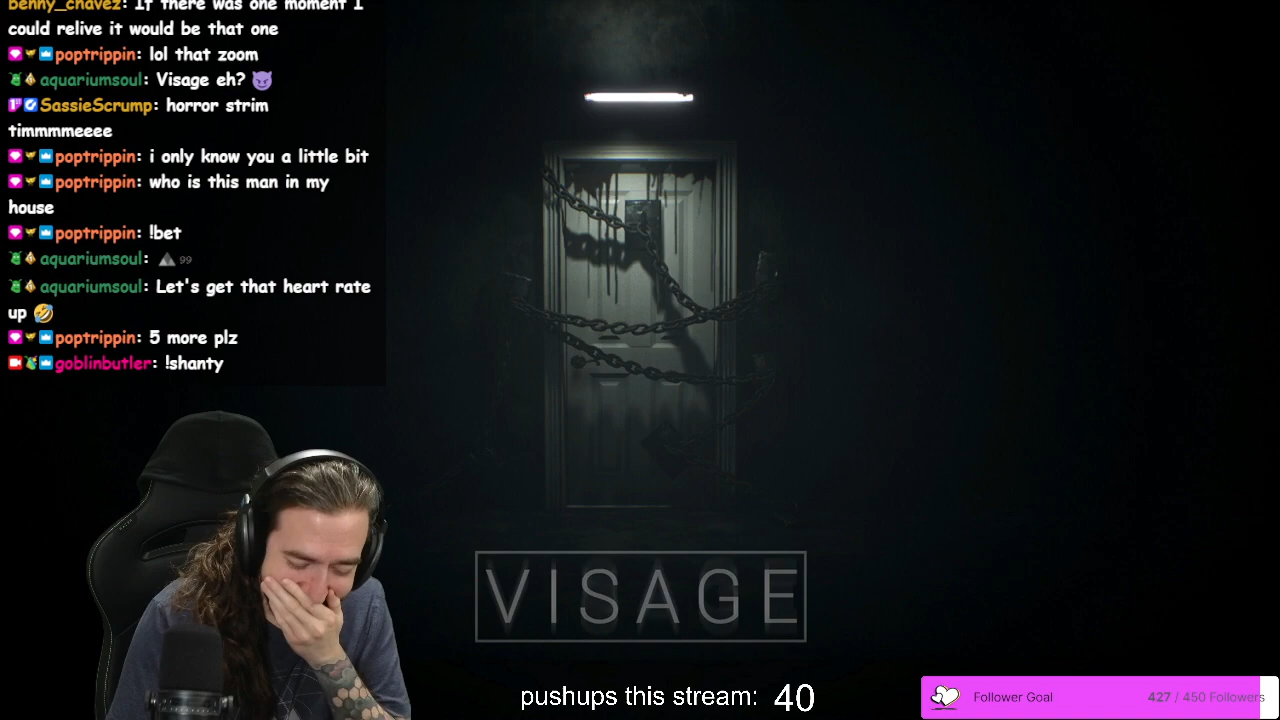 benny_chavez: If there was one moment I
could relive it would be that one
poptrippin: lol that zoom
aquariumsoul: Visage eh?
SassieScrump: horror strim
timmmmeeee
poptrippin: i only know you a little bit
poptrippin: who is this man in my
house
poptrippin: !bet
aquariumsoul: 99
aquariumsoul: Let's get that heart rate
up
poptrippin: 5 more plz
goblinbutler: !shanty
VISAGE
pushups this stream: 40
Follower Goal 427 / 450 Followers